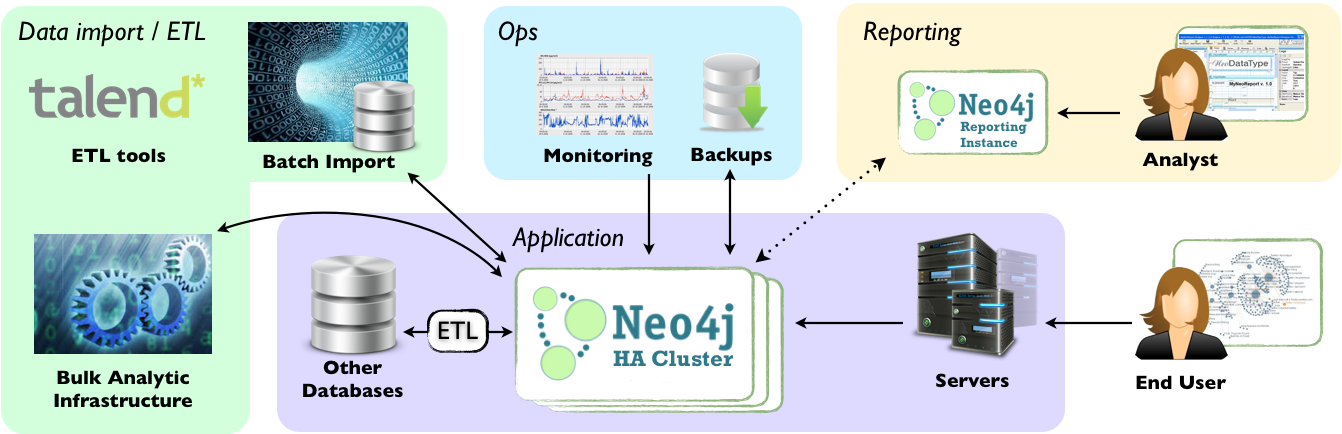 Data import / ETL
talend*
ETL tools
Batch Import
Bulk Analytic
Infrastructure
Ops
Monitoring
Backups
Reporting
Neo4j
Reporting
Instance
NeoDataType
MyNeoReport v. 1.0
Analyst
Application
Other
Databases
ETL
Neo4j
HA Cluster
Servers
End User